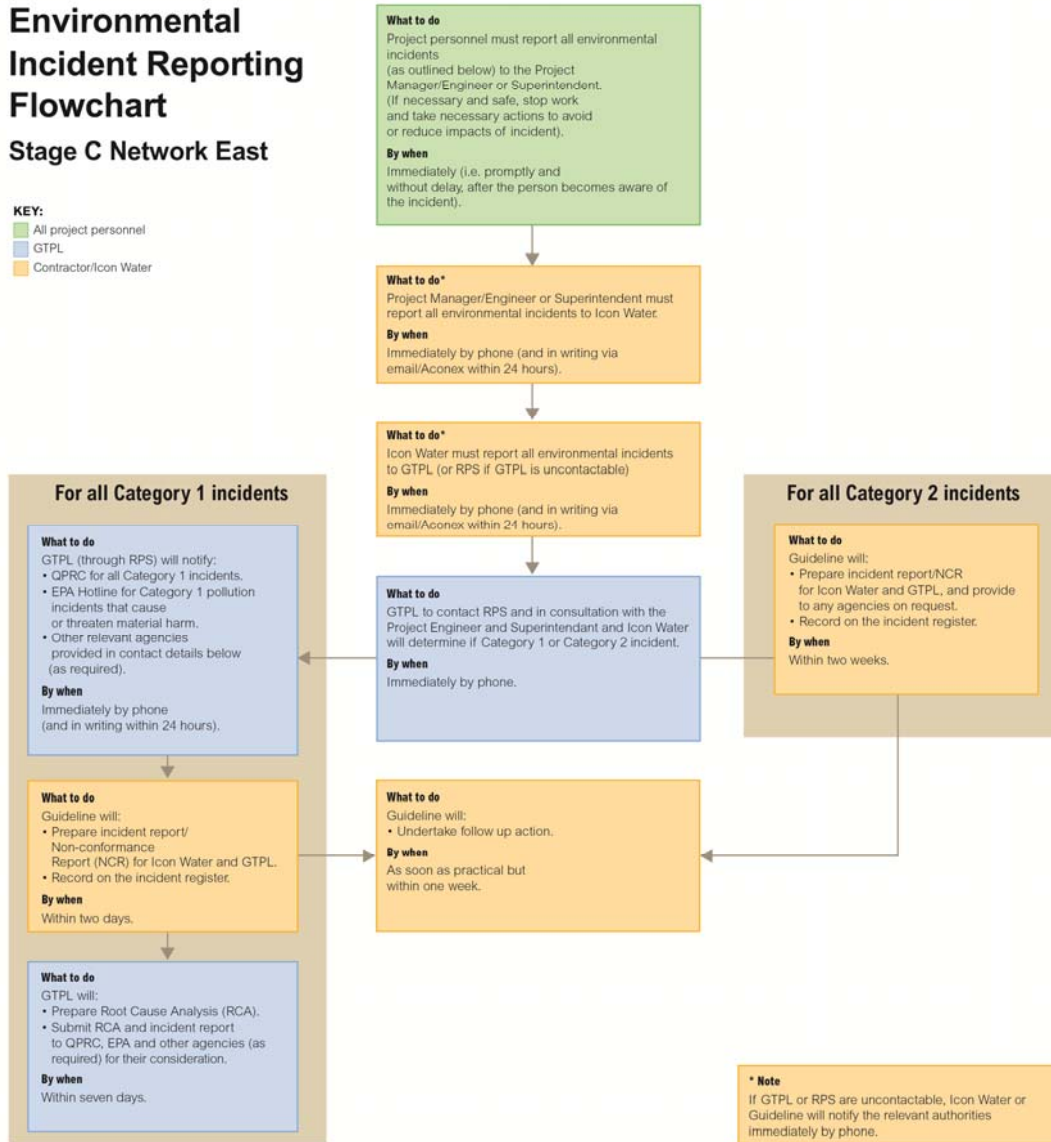 Environmental
Incident Reporting
Flowchart
Stage C Network East
KEY:
All project personnel
GTPL
Contractor/Icon Water
What to do
Project personnel must report all environmental
incidents
(as outlined below) to the Project
Manager/Engineer or Superintendent.
(If necessary and safe, stop work
and take necessary actions to avoid
or reduce impacts of incident).
By when
Immediately (i.e. promptly and
without delay, after the person becomes aware of
the incident).
What to do*
Project Manager/Engineer or Superintendent must
report all environmental incidents to Icon Water.
By when
Immediately by phone (and in writing via
email/Aconex within 24 hours).
What to do*
Icon Water must report all environmental incidents
to GTPL (or RPS if GTPL is uncontactable)
By when
Immediately by phone (and in writing via
email/Aconex within 24 hours).
What to do
GTPL to contact RPS and in consultation with the
Project Engineer and Superintendant and Icon Water
will determine if Category 1 or Category 2 incident.
By when
Immediately by phone.
For all Category 1 incidents
What to do
GTPL (through RPS) will notify:
• QPRC for all Category 1 incidents.
• EPA Hotline for Category 1 pollution
incidents that cause
or threaten material harm.
• Other relevant agencies
provided in contact details below
(as required).
By when
Immediately by phone
(and in writing within 24 hours).
What to do
Guideline will:
• Prepare incident report/
Non-conformance
Report (NCR) for Icon Water and GTPL.
• Record on the incident register.
By when
Within two days.
What to do
GTPL will:
• Prepare Root Cause Analysis (RCA).
• Submit RCA and incident report
to QPRC, EPA and other agencies (as
required) for their consideration.
By when
Within seven days.
For all Category 2 incidents
What to do
Guideline will:
• Prepare incident report/NCR
for Icon Water and GTPL, and provide
to any agencies on request.
• Record on the incident register.
By when
Within two weeks.
What to do
Guideline will:
• Undertake follow up action.
By when
As soon as practical but
within one week.
* Note
If GTPL or RPS are uncontactable, Icon Water or
Guideline will notify the relevant authorities
immediately by phone.